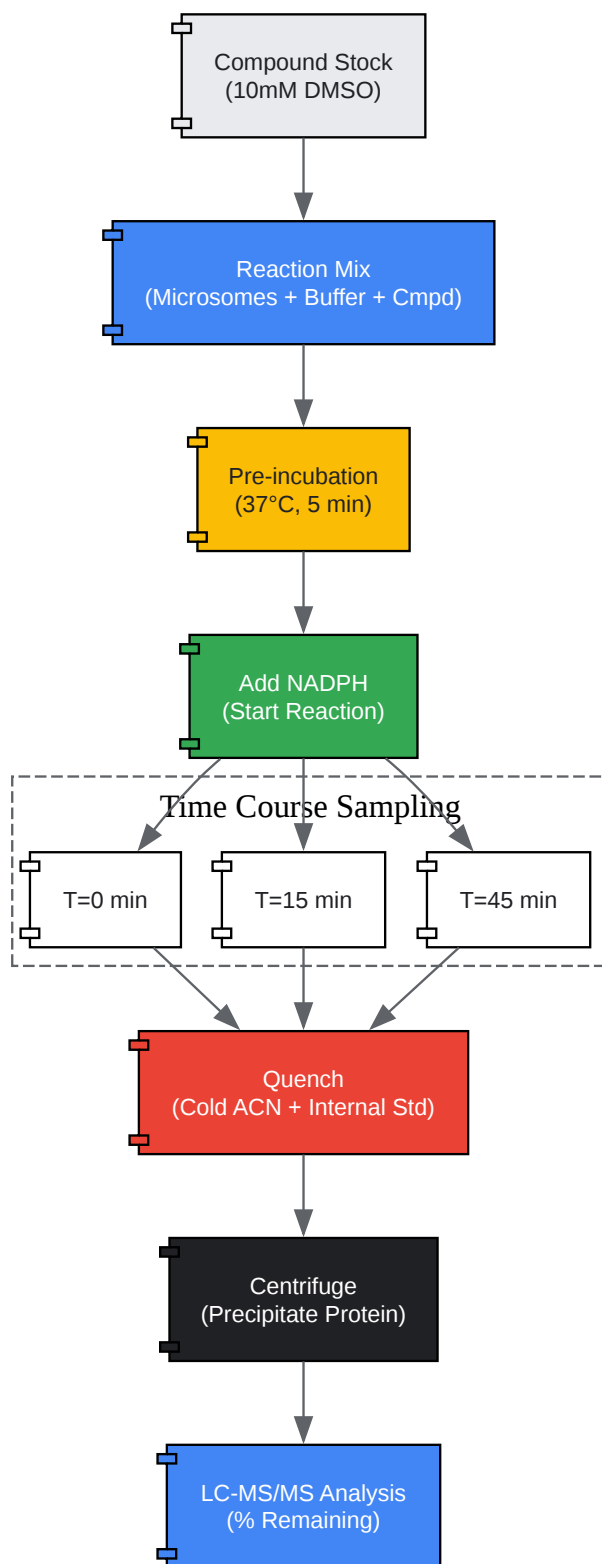 Compound Stock
(10mM DMSO)
Reaction Mix
(Microsomes + Buffer + Cmpd)
Pre-incubation
(37°C, 5 min)
Add NADPH
(Start Reaction)
Time Course Sampling
T=0 min
T=15 min
T=45 min
Quench
(Cold ACN + Internal Std)
Centrifuge
(Precipitate Protein)
LC-MS/MS Analysis
(% Remaining)